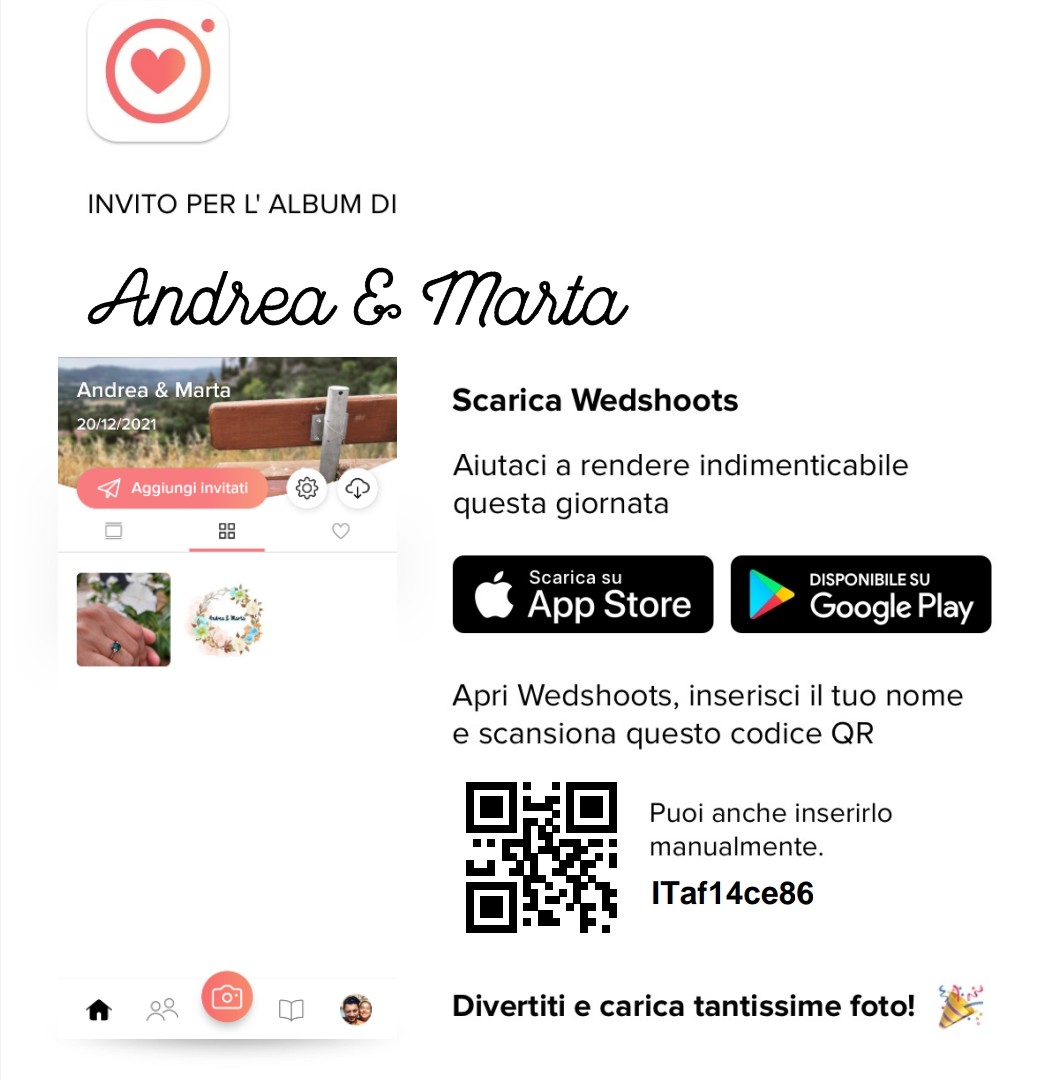 INVITO PER L' ALBUM DI
Andrea & Marta
Andrea & Marta
20/12/2021
Aggiungi invitati
Andrea & Marta
Scarica Wedshoots
Aiutaci a rendere indimenticabile
questa giornata
Scarica su
App Store
DISPONIBILE SU
Google Play
Apri Wedshoots, inserisci il tuo nome
e scansiona questo codice QR
Puoi anche inserirlo
manualmente.
ITaf14ce86
Divertiti e carica tantissime foto!